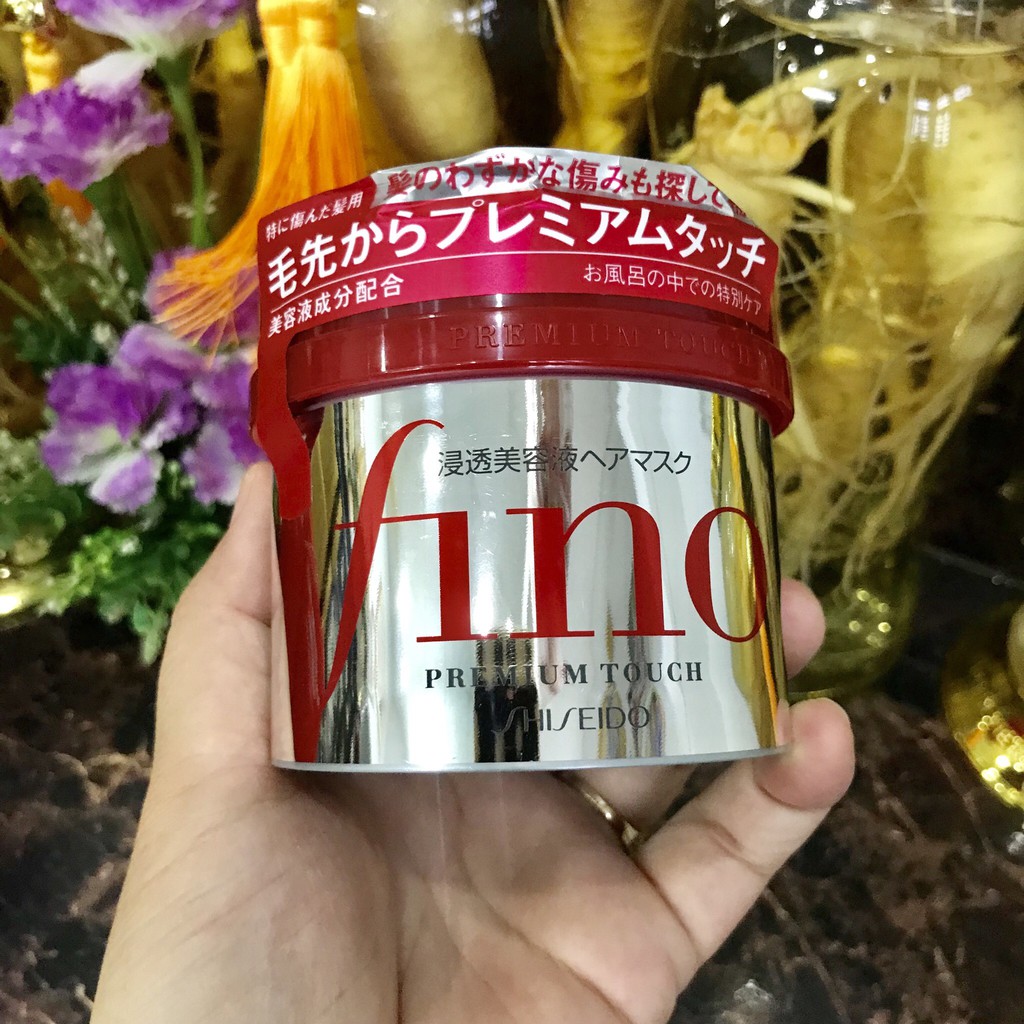 髪のわずかな傷みも探して
特に傷んだ髪用
毛先からプレミアムタッチ
美容液成分配合
お風呂の中での特別ケア
PREMIUM TOUCH
浸透美容液ヘアマスク
fino
PREMIUM TOUCH
SHISEIDO